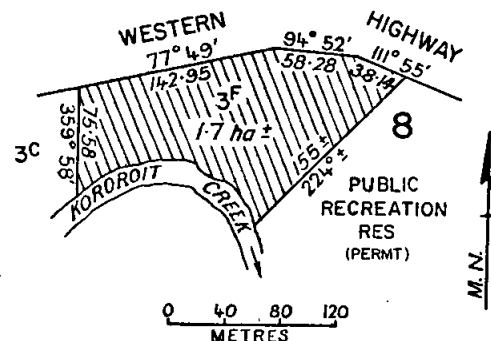 WESTERN HIGHWAY
77° 49' 94° 52' 111° 55'
142·95 58·28 38·14
3F
1·7 ha ±
8
3C
359° 58'
75·58
155 ±
224° ±
KOROROIT CREEK
PUBLIC
RECREATION
RES
(PERMT)
M.N.
0 40 80 120
METRES